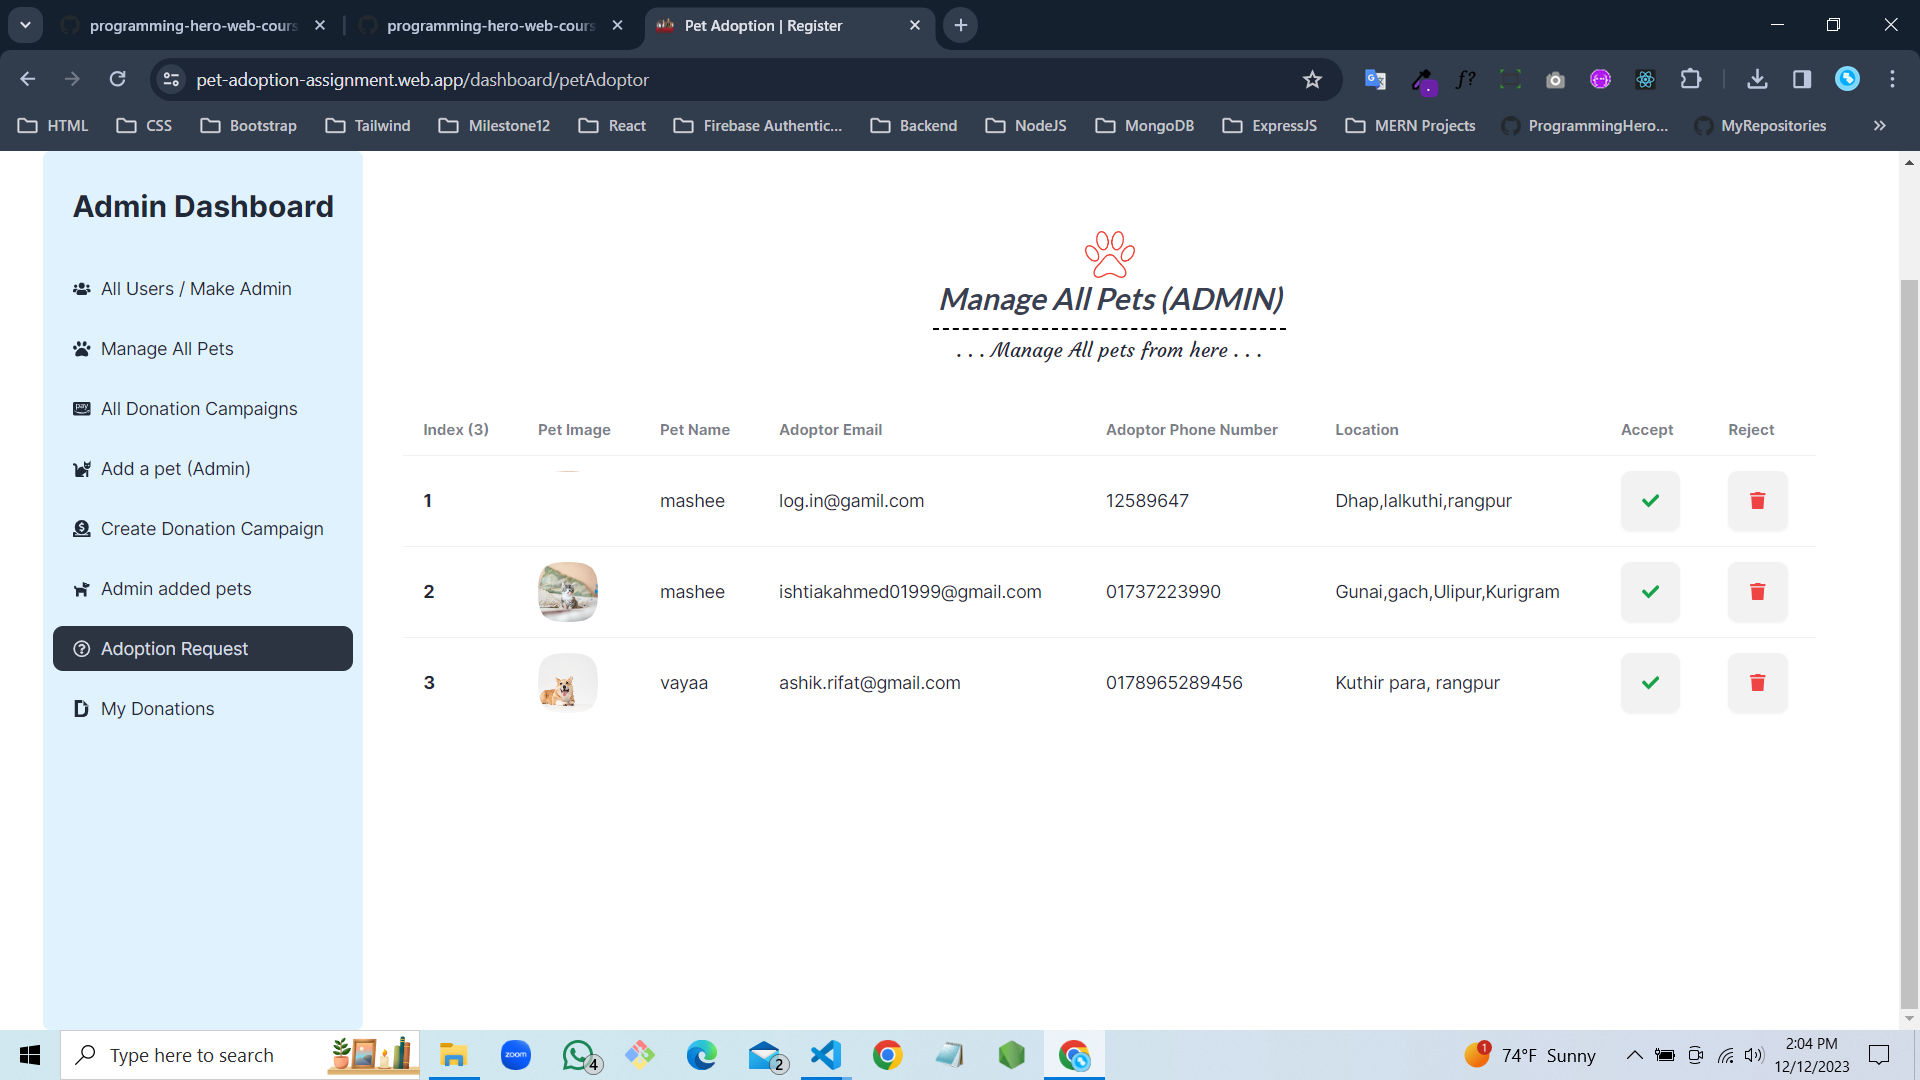 programming-hero-web-cours
programming-hero-web-cours
Pet Adoption | Register
pet-adoption-assignment.web.app/dashboard/petAdoptor
HTML CSS Bootstrap Tailwind Milestone12 React Firebase Authentic... Backend NodeJS MongoDB ExpressJS MERN Projects ProgrammingHero... MyRepositories
Admin Dashboard
All Users / Make Admin
Manage All Pets
All Donation Campaigns
Add a pet (Admin)
Create Donation Campaign
Admin added pets
Adoption Request
My Donations
Manage All Pets (ADMIN)
. . . Manage All pets from here . . .
Index (3) Pet Image Pet Name Adoptor Email Adoptor Phone Number Location Accept Reject
1 mashee log.in@gamil.com 12589647 Dhap,lalkuthi,rangpur
2 mashee ishtiakahmed01999@gmail.com 01737223990 Gunai,gach,Ulipur,Kurigram
3 vayaa ashik.rifat@gmail.com 0178965289456 Kuthir para, rangpur
Type here to search
zoom
4
2
1
74°F Sunny
2:04 PM
12/12/2023